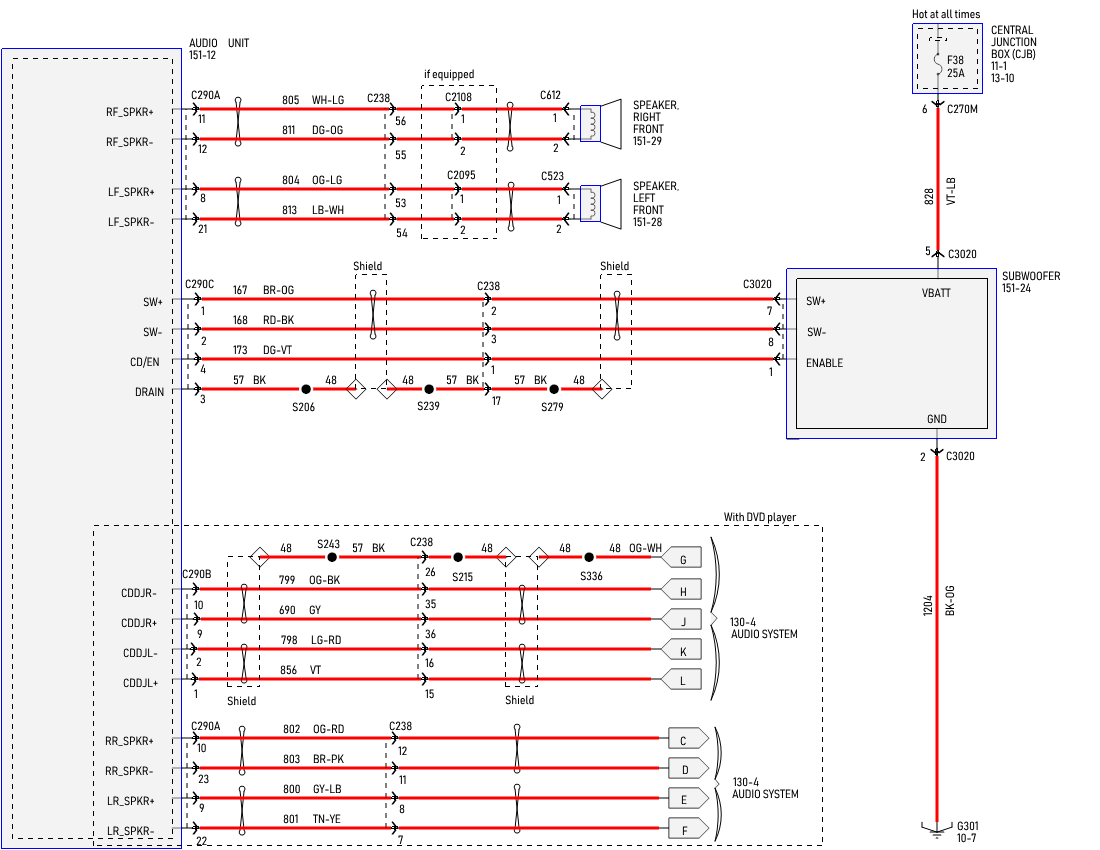 Hot at all times
CENTRAL
JUNCTION
BOX (CJB)
11-1
13-10
F38
25A
6 C270M
828 VT-LB
5 C3020
AUDIO UNIT
151-12
if equipped
C290A 805 WH-LG C238 C2108 C612
RF_SPKR+ 11 56 1 1
811 DG-OG
RF_SPKR- 12 55 2 2
SPEAKER,
RIGHT
FRONT
151-29
804 OG-LG C2095 C523
LF_SPKR+ 8 53 1 1
813 LB-WH
LF_SPKR- 21 54 2 2
SPEAKER,
LEFT
FRONT
151-28
Shield Shield
C290C 167 BR-OG C238 C3020
SW+ 1 2 7 SW+
168 RD-BK
SW- 2 3 8 SW-
173 DG-VT
CD/EN 4 1 1 ENABLE
57 BK 48 48 57 BK 57 BK 48
DRAIN 3 S206 S239 17 S279
VBATT
GND
SUBWOOFER
151-24
2 C3020
1204 BK-OG
G301
10-7
With DVD player
48 S243 57 BK C238 48 48 48 OG-WH G
26 S215 S336
C290B 799 OG-BK H
CDDJR- 10 35
690 GY J
CDDJR+ 9 36
798 LG-RD K
CDDJL- 2 16
856 VT L
CDDJL+ 1 15
Shield Shield
130-4
AUDIO SYSTEM
C290A 802 OG-RD C238 C
RR_SPKR+ 10 12
803 BR-PK D
RR_SPKR- 23 11
800 GY-LB E
LR_SPKR+ 9 8
801 TN-YE F
LR_SPKR- 22 7
130-4
AUDIO SYSTEM